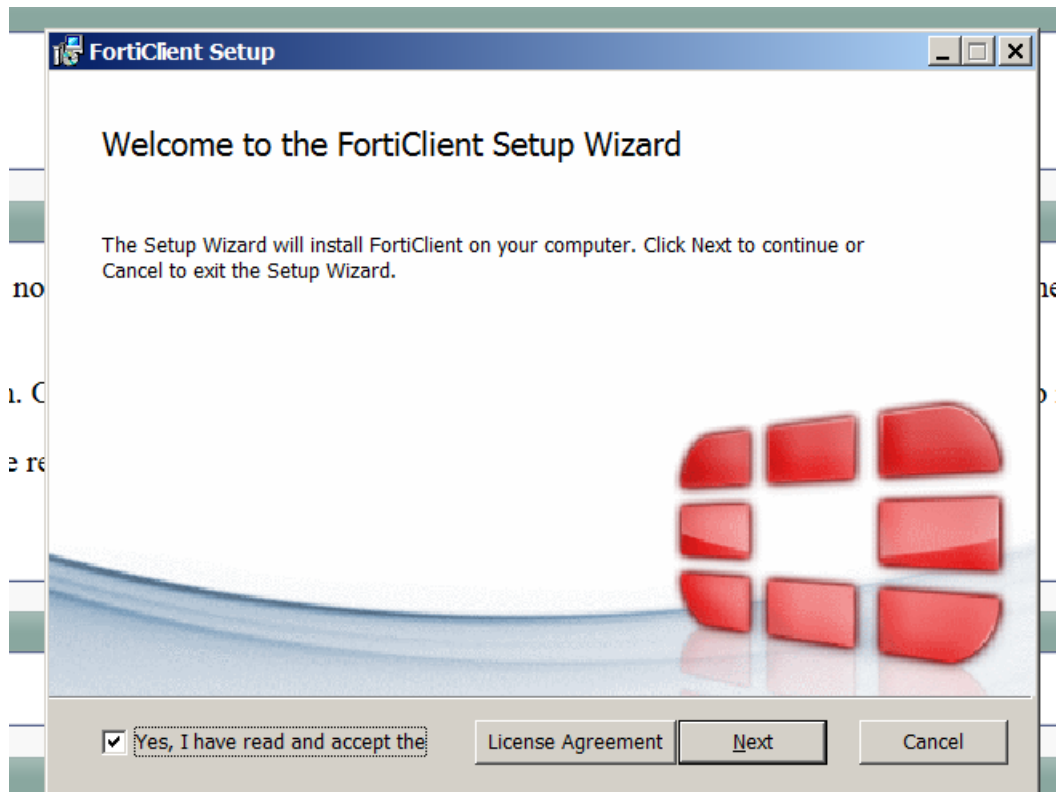 FortiClient Setup
Welcome to the FortiClient Setup Wizard
The Setup Wizard will install FortiClient on your computer. Click Next to continue or
Cancel to exit the Setup Wizard.
no
e re
Yes, I have read and accept the
License Agreement
Next
Cancel